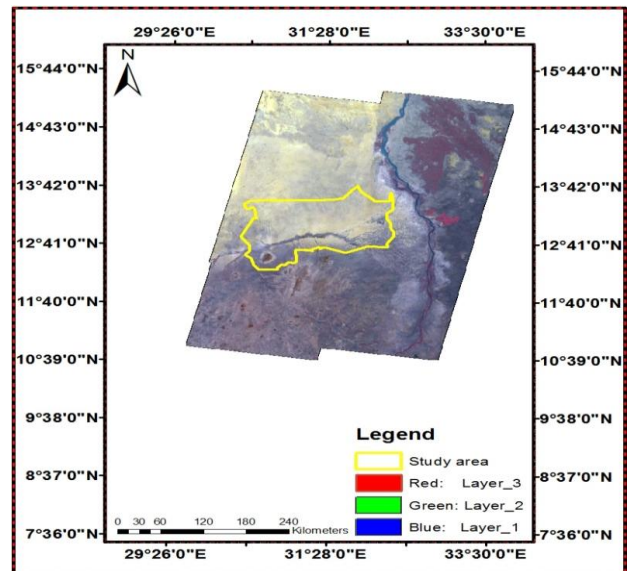 29°26'0"E 31°28'0"E 33°30'0"E
N
15°44'0"N 15°44'0"N
14°43'0"N 14°43'0"N
13°42'0"N 13°42'0"N
12°41'0"N 12°41'0"N
11°40'0"N 11°40'0"N
10°39'0"N 10°39'0"N
9°38'0"N 9°38'0"N
Legend
Study area
8°37'0"N 8°37'0"N
Red: Layer_3
Green: Layer_2
Blue: Layer_1
7°36'0"N 7°36'0"N
0 30 60 120 180 240
Kilometers
29°26'0"E 31°28'0"E 33°30'0"E